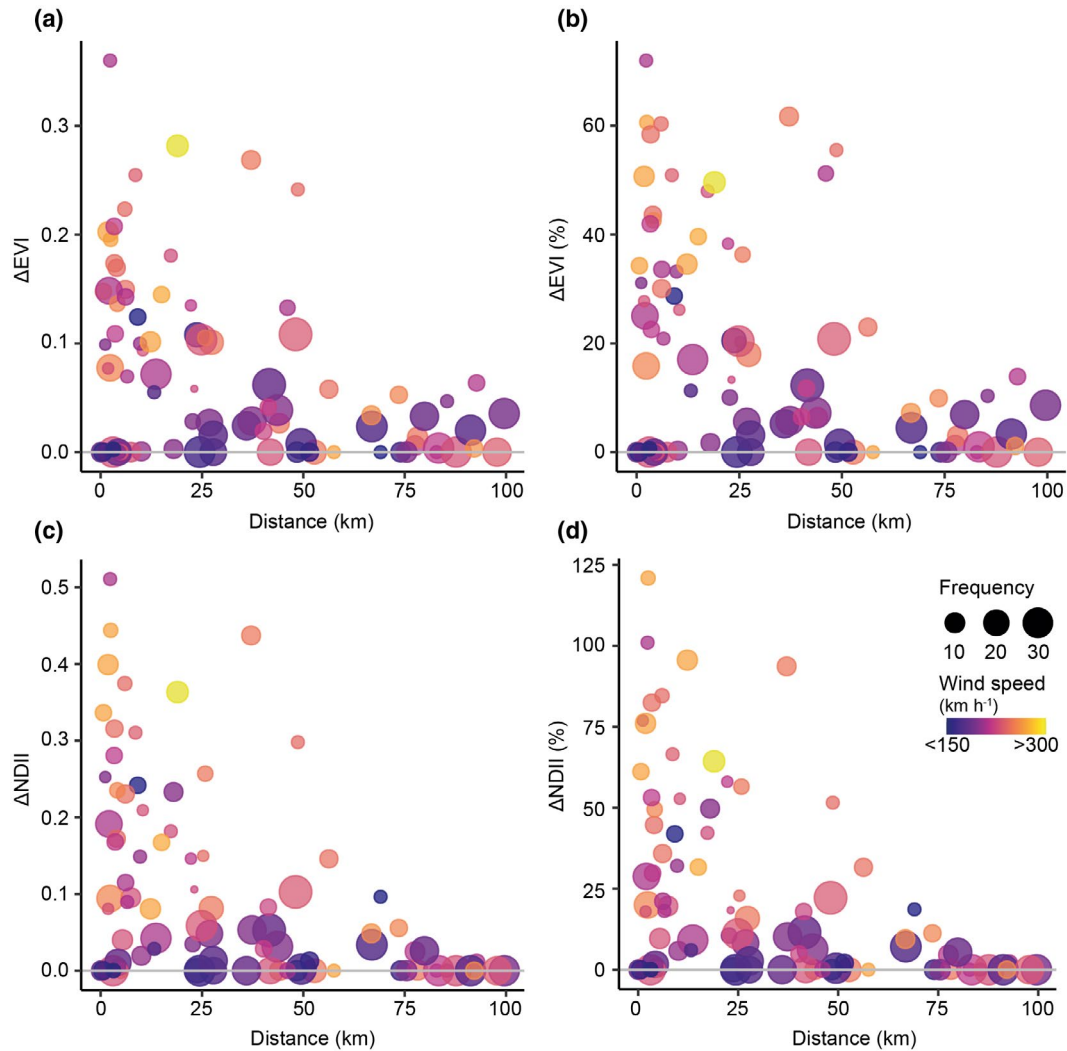 (a)
ΔEVI
0.3
0.2
0.1
0.0
0 25 50 75 100
Distance (km)
(b)
ΔEVI (%)
60
40
20
0
0 25 50 75 100
Distance (km)
(c)
ΔNDII
0.5
0.4
0.3
0.2
0.1
0.0
0 25 50 75 100
Distance (km)
(d)
ΔNDII (%)
125
100
75
50
25
0
0 25 50 75 100
Distance (km)
Frequency
10 20 30
Wind speed
(km h⁻¹)
<150 >300